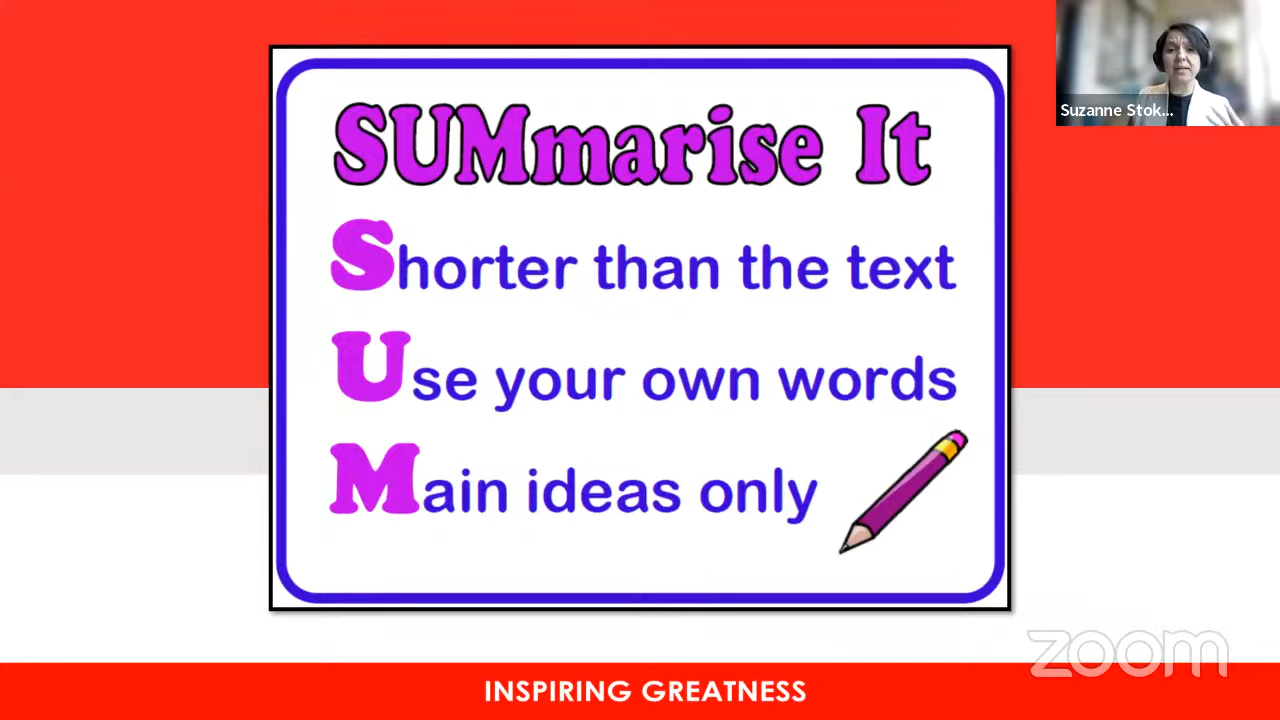 SUMmarise It
Shorter than the text
Use your own words
Main ideas only
Suzanne Stok...
zoom
INSPIRING GREATNESS